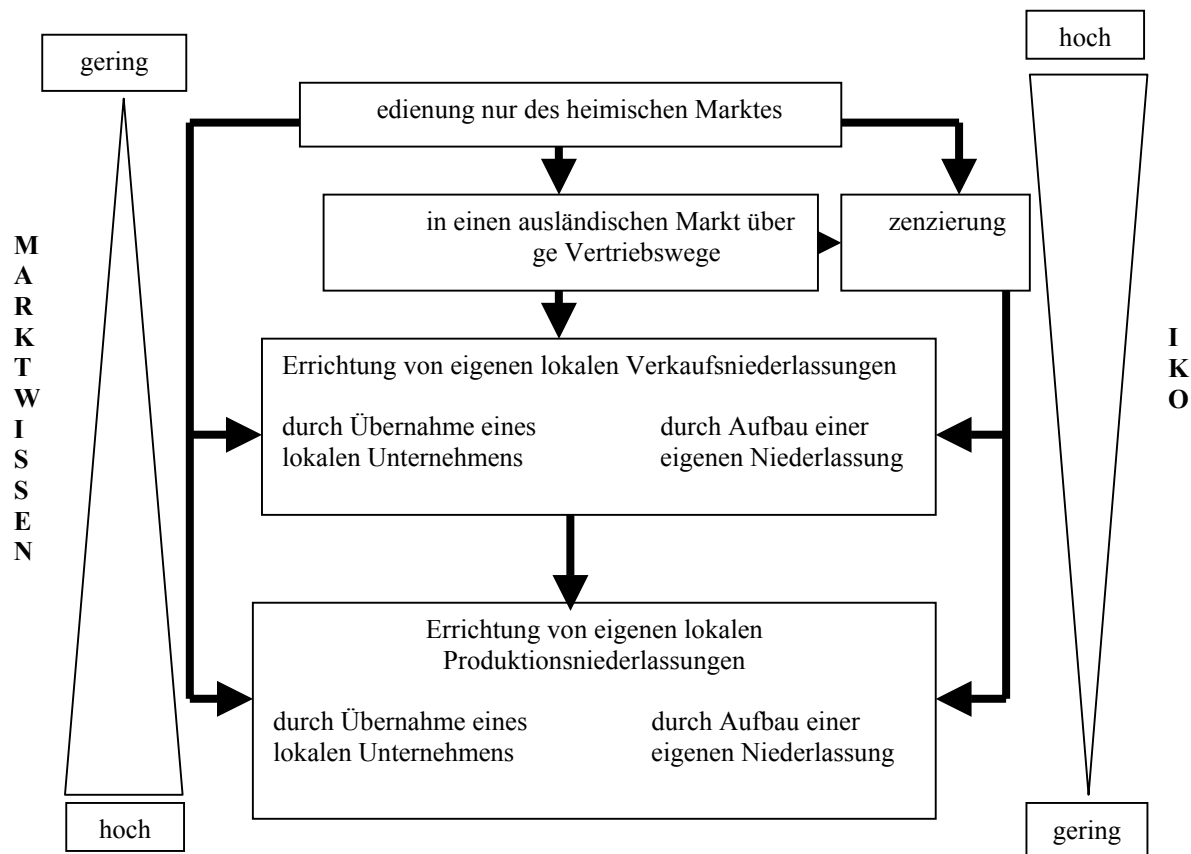 gering
hoch
edienung nur des heimischen Marktes
in einen ausländischen Markt über
ge Vertriebswege
zenzierung
MARKTWISSEN
IKO
Errichtung von eigenen lokalen Verkaufsniederlassungen
durch Übernahme eines
lokalen Unternehmens
durch Aufbau einer
eigenen Niederlassung
Errichtung von eigenen lokalen
Produktionsniederlassungen
durch Übernahme eines
lokalen Unternehmens
durch Aufbau einer
eigenen Niederlassung
hoch
gering